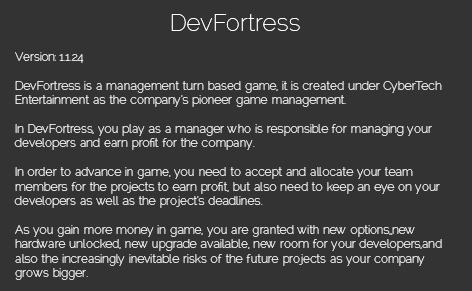 DevFortress
Version: 1.1.24
DevFortress is a management turn based game, it is created under CyberTech
Entertainment as the company's pioneer game management.
In DevFortress, you play as a manager who is responsible for managing your
developers and earn profit for the company.
In order to advance in game, you need to accept and allocate your team
members for the projects to earn profit, but also need to keep an eye on your
developers as well as the project's deadlines.
As you gain more money in game, you are granted with new options,new
hardware unlocked, new upgrade available, new room for your developers,and
also the increasingly inevitable risks of the future projects as your company
grows bigger.